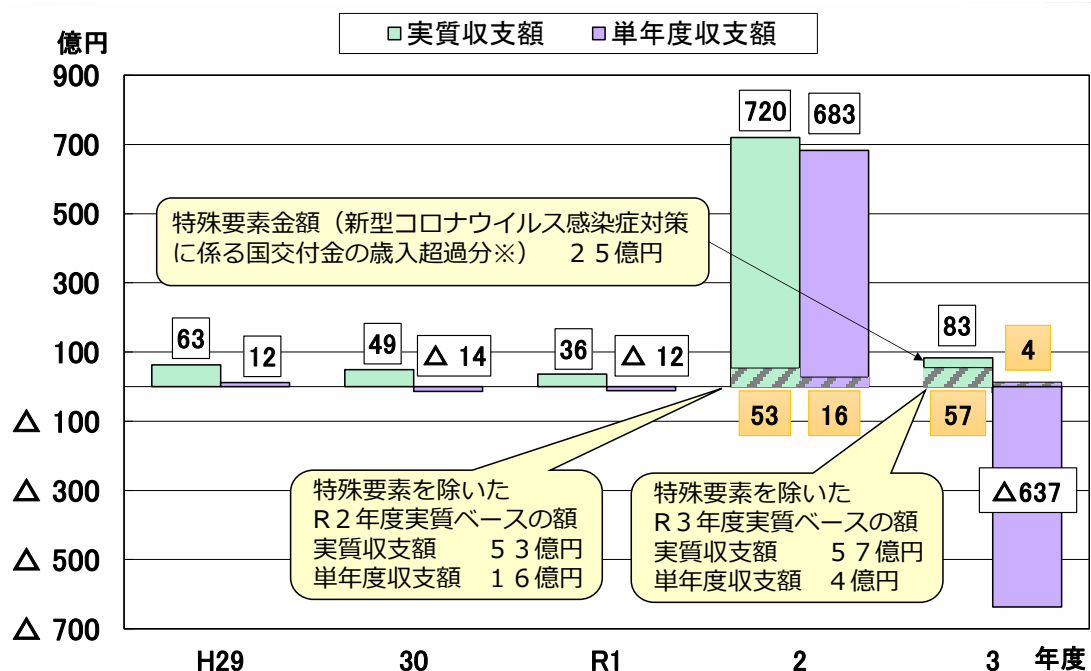 実質収支額 単年度収支額
億円
900
700
500
300
100
△ 100
△ 300
△ 500
△ 700
720 683
特殊要素金額（新型コロナウイルス感染症対策
に係る国交付金の歳入超過分※） ２５億円
63 12 49 △ 14 36 △ 12 83 4
53 16 57
△637
特殊要素を除いた
Ｒ２年度実質ベースの額
実質収支額 ５３億円
単年度収支額 １６億円
特殊要素を除いた
Ｒ３年度実質ベースの額
実質収支額 ５７億円
単年度収支額 ４億円
H29 30 R1 2 3 年度